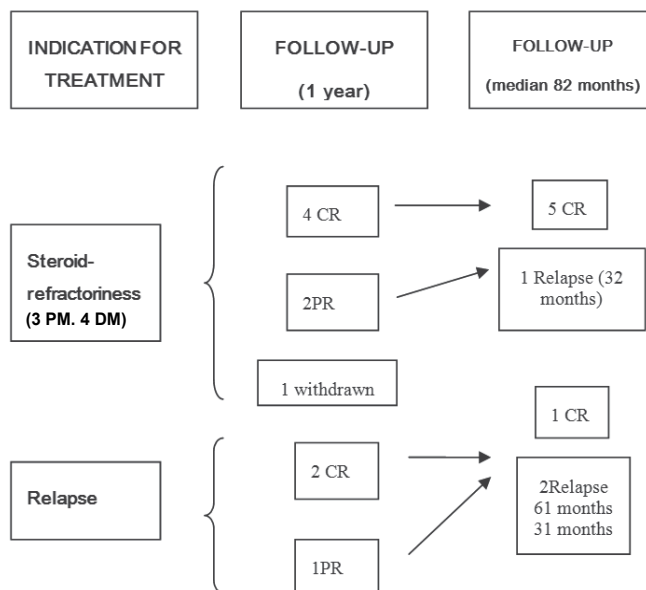 INDICATION FOR
TREATMENT
FOLLOW-UP
(1 year)
FOLLOW-UP
(median 82 months)
Steroid-
refractoriness
(3 PM. 4 DM)
4 CR
5 CR
2PR
1 Relapse (32
months)
1 withdrawn
Relapse
2 CR
1 CR
1PR
2Relapse
61 months
31 months